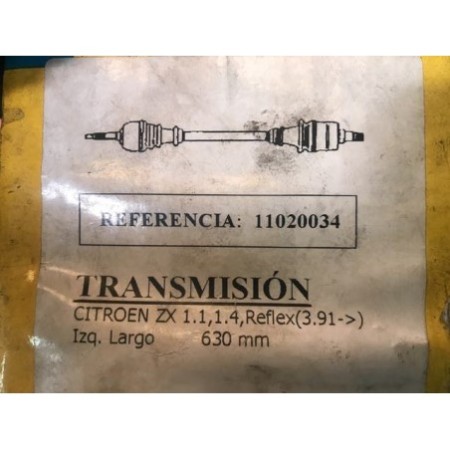 REFERENCIA: 11020034
TRANSMISIÓN
CITROEN ZX 1.1,1.4,Reflex(3.91->)
Izq. Largo 630 mm